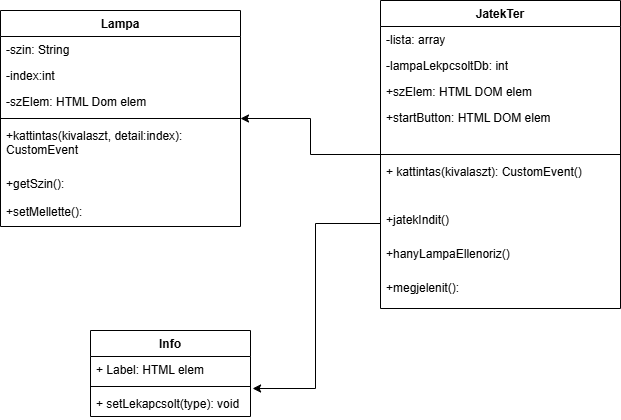 Lampa
-szin: String
-index:int
-szElem: HTML Dom elem
+kattintas(kivalaszt, detail:index):
CustomEvent
+getSzin():
+setMellette():
JatekTer
-lista: array
-lampaLekpcsoltDb: int
+szElem: HTML DOM elem
+startButton: HTML DOM elem
+ kattintas(kivalaszt): CustomEvent()
+jatekIndit()
+hanyLampaEllenoriz()
+megjelenit():
Info
+ Label: HTML elem
+ setLekapcsolt(type): void